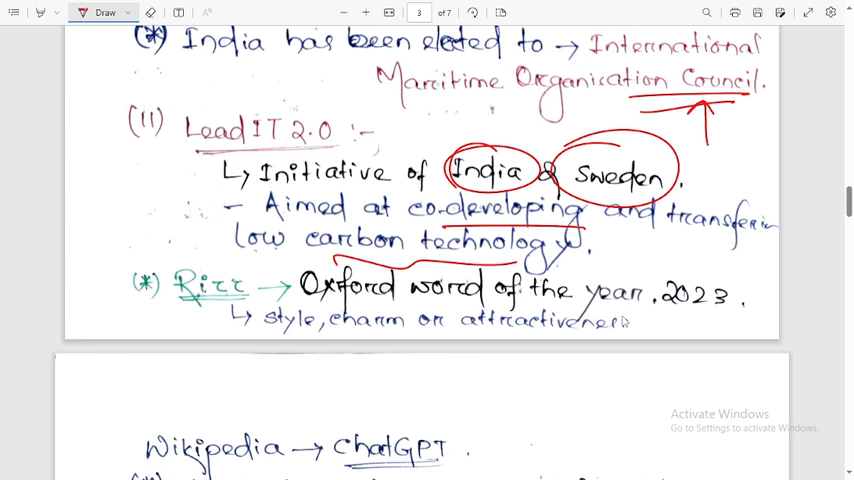 Draw
3 of 7
(*) India has been elected to → International
Maritime Organisation Council.
(11) LeadIT 2.0 :-
↳ Initiative of India & Sweden.
- Aimed at co-developing and transferin
low carbon technology.
(*) Rizz → Oxford word of the year, 2023.
↳ style, charm or attractiveness
Activate Windows
Go to Settings to activate Windows.
Wikipedia → ChatGPT.